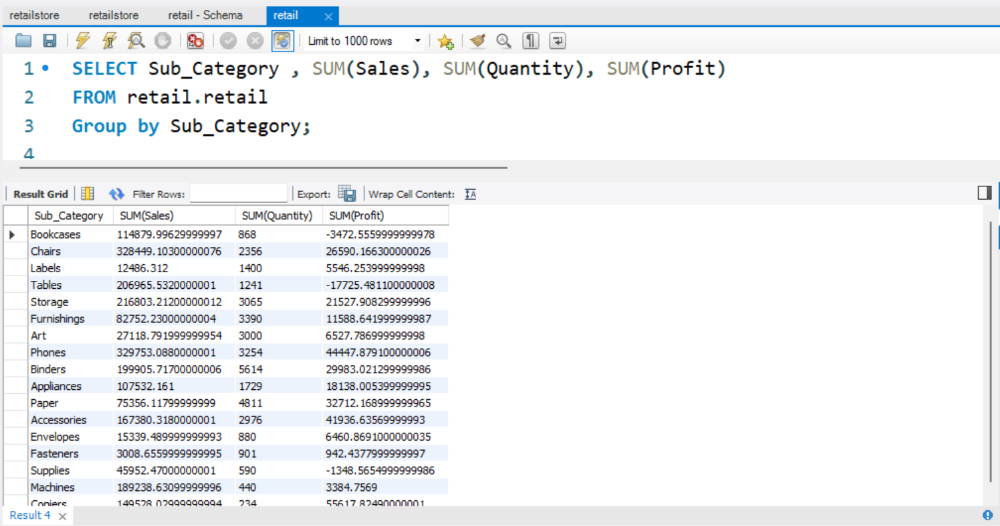 retailstore retailstore retail - Schema retail
Limit to 1000 rows
1 SELECT Sub_Category , SUM(Sales), SUM(Quantity), SUM(Profit)
2 FROM retail.retail
3 Group by Sub_Category;
4
Result Grid Filter Rows: Export: Wrap Cell Content: IA
Sub_Category SUM(Sales) SUM(Quantity) SUM(Profit)
Bookcases 114879.99629999997 868 -3472.5559999999978
Chairs 328449.10300000076 2356 26590.166300000026
Labels 12486.312 1400 5546.253999999998
Tables 206965.5320000001 1241 -17725.481100000008
Storage 216803.21200000012 3065 21527.908299999996
Furnishings 82752.23000000004 3390 11588.641999999987
Art 27118.791999999954 3000 6527.786999999998
Phones 329753.0880000001 3254 44447.879100000006
Binders 199905.71700000006 5614 29983.021299999986
Appliances 107532.161 1729 18138.005399999995
Paper 75356.11799999999 4811 32712.168999999965
Accessories 167380.3180000001 2976 41936.63569999993
Envelopes 15339.489999999993 880 6460.8691000000035
Fasteners 3008.6559999999995 901 942.4377999999997
Supplies 45952.47000000001 590 -1348.5654999999986
Machines 189238.63099999996 440 3384.7569
Copiers 149528.02999999994 234 55617.82490000001
Result 4